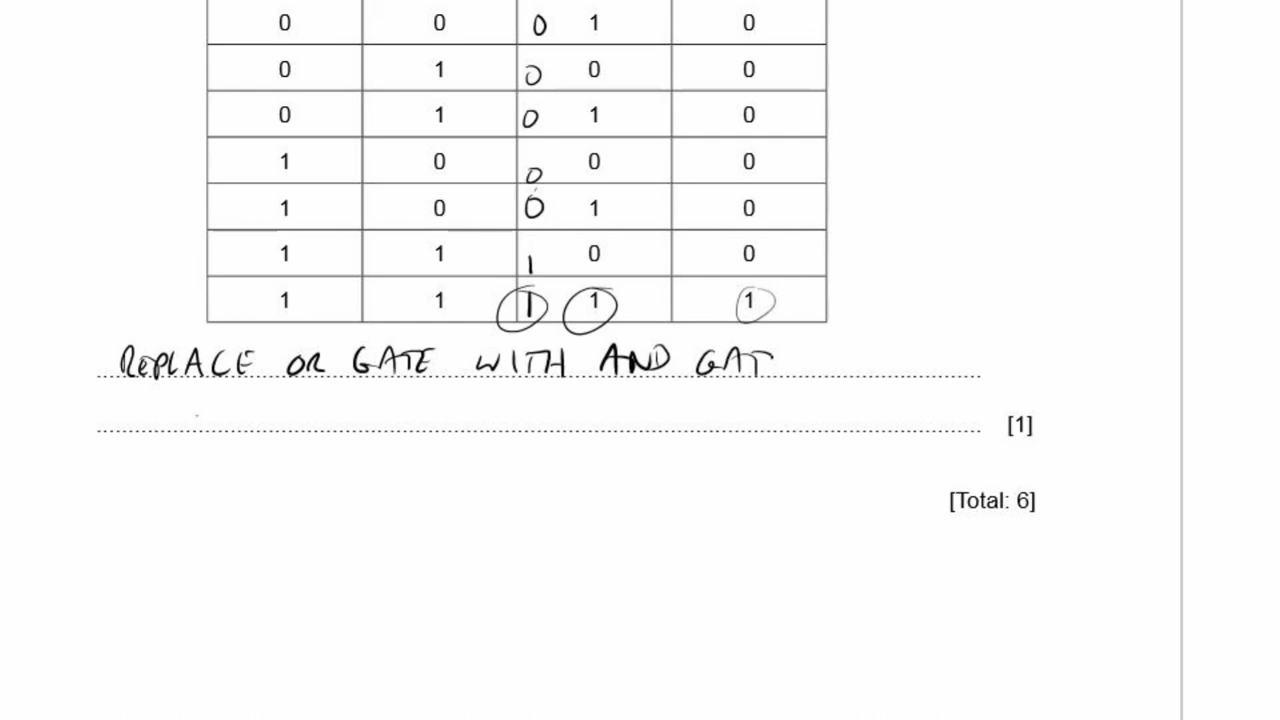 0 0 0 1 0
0 1 0 0 0
0 1 0 1 0
1 0 0 0 0
1 0 0 1 0
1 1 1 0 0
1 1 1 1 1
REPLACE OR GATE WITH AND GAT
[1]
[Total: 6]